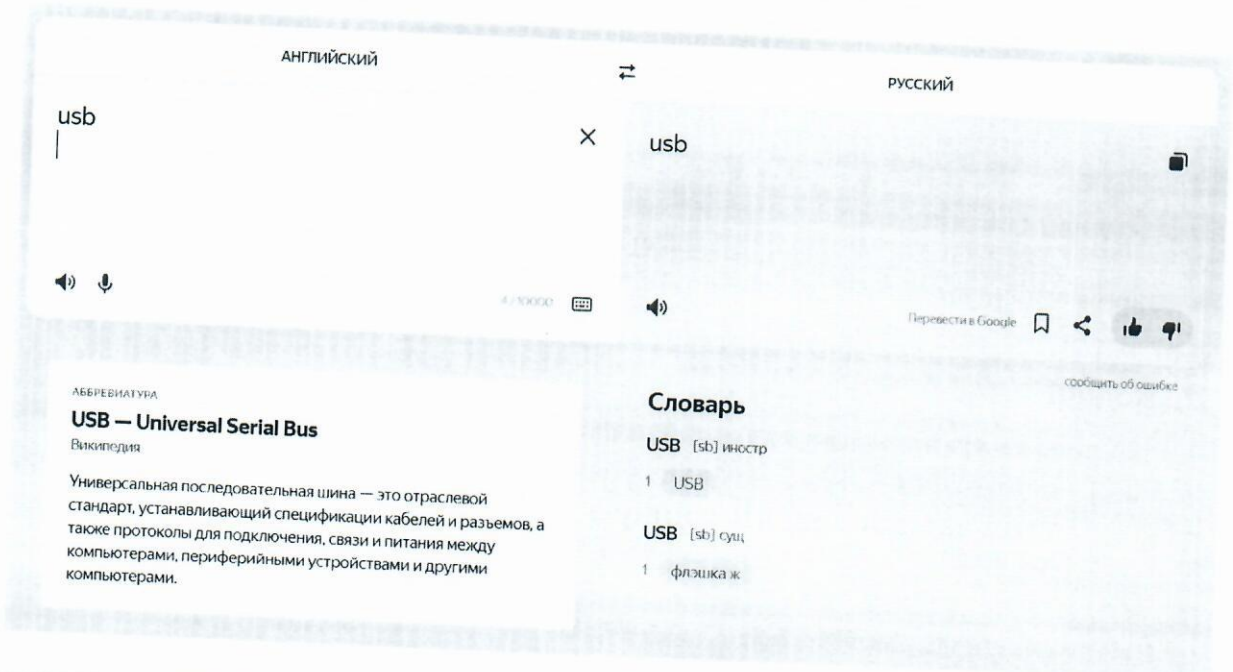 АНГЛИЙСКИЙ
РУССКИЙ
usb
usb
4 / 10000
Перевести в Google
сообщить об ошибке
АББРЕВИАТУРА
USB — Universal Serial Bus
Википедия
Универсальная последовательная шина — это отраслевой
стандарт, устанавливающий спецификации кабелей и разъемов, а
также протоколы для подключения, связи и питания между
компьютерами, периферийными устройствами и другими
компьютерами.
Словарь
USB [sb] иностр
1 USB
USB [sb] сущ
1 флэшка ж